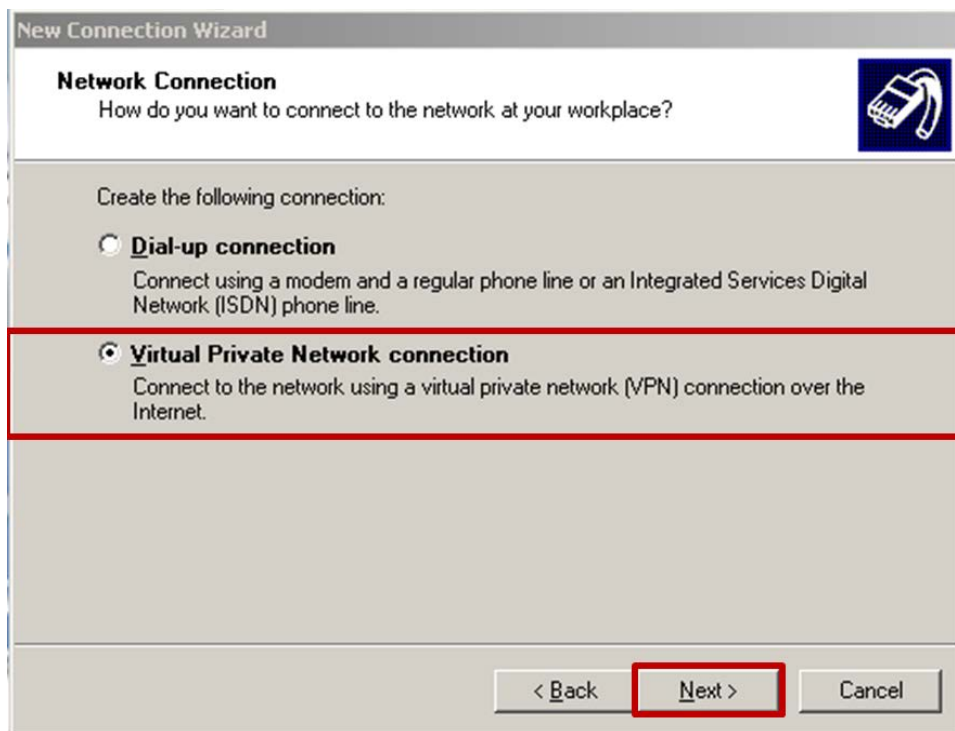 New Connection Wizard
Network Connection
How do you want to connect to the network at your workplace?
Create the following connection:
Dial-up connection
Connect using a modem and a regular phone line or an Integrated Services Digital
Network (ISDN) phone line.
Virtual Private Network connection
Connect to the network using a virtual private network (VPN) connection over the
Internet.
< Back Next > Cancel